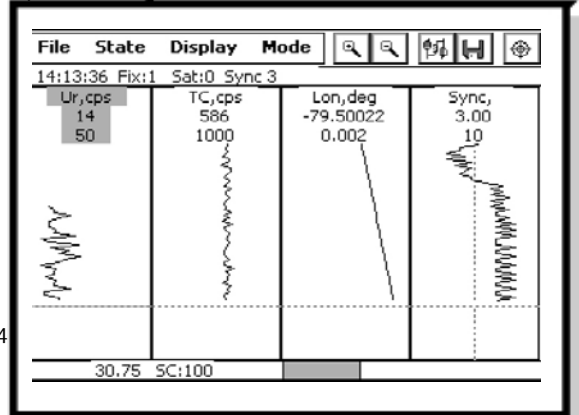 File State Display Mode
14:13:36 Fix:1 Sat:0 Sync 3
Ur,cps TC,cps Lon,deg Sync,
14 586 -79.50022 3.00
50 1000 0.002 10
4
30.75 SC:100